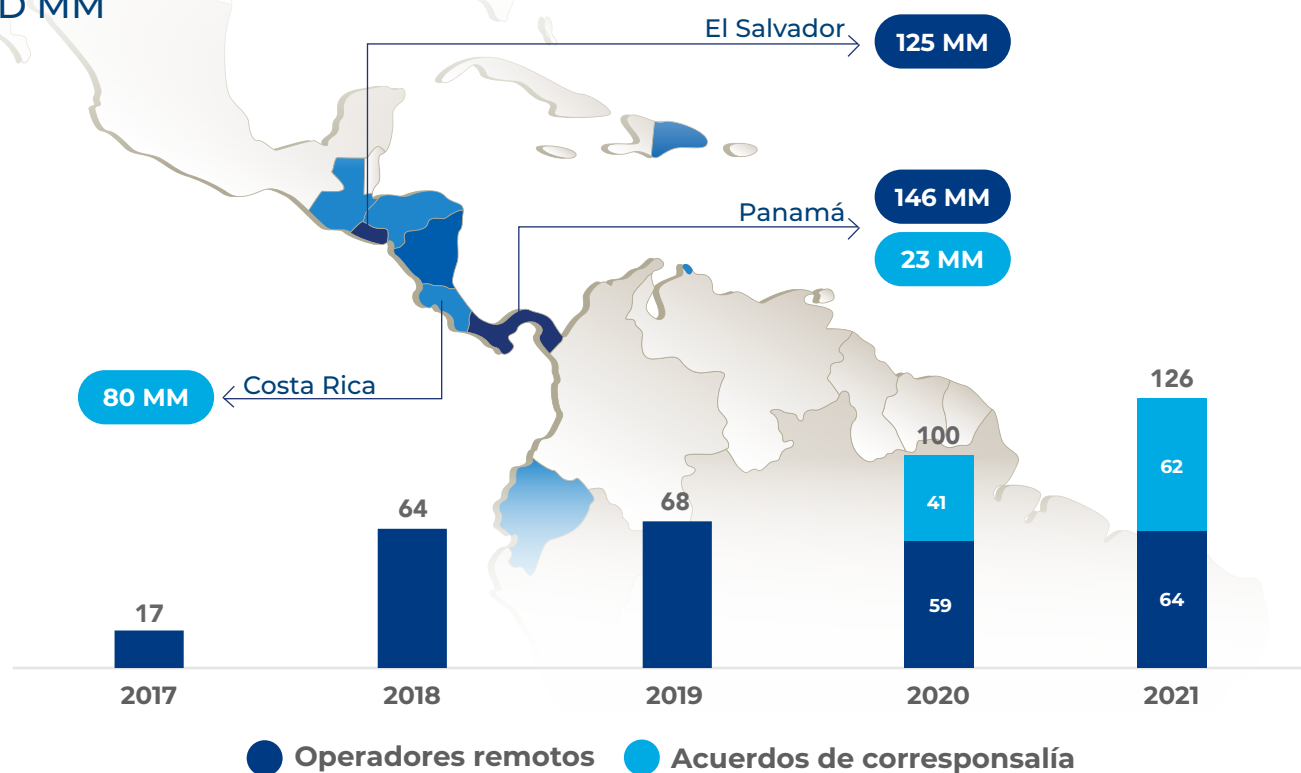 D MM
El Salvador
125 MM
Panamá
146 MM
23 MM
Costa Rica
80 MM
17
64
68
100
41
59
126
62
64
2017
2018
2019
2020
2021
Operadores remotos
Acuerdos de corresponsalía